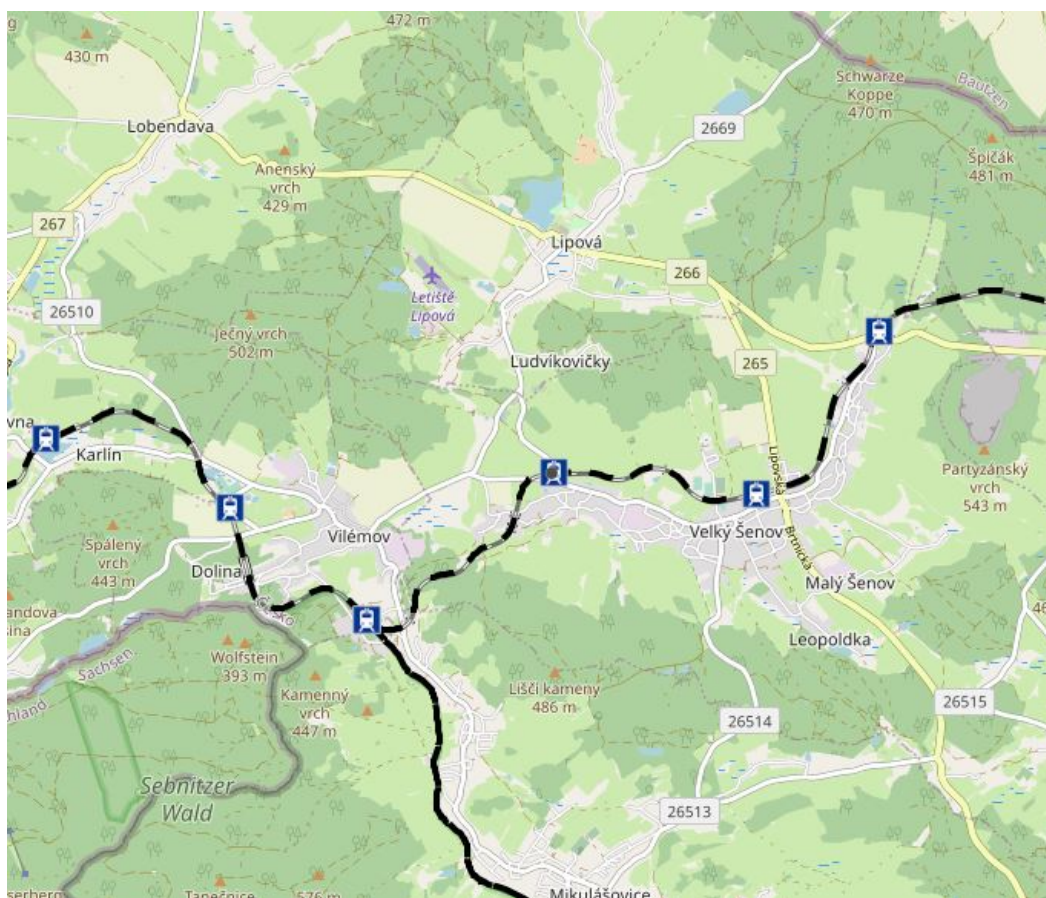 472 m
430 m
Schwarze
Koppe
470 m
Bautzen
Lobendava
2669
Špičák
481 m
Anenský
vrch
429 m
267
Lipová
266
Letiště
Lipová
26510
Ječný vrch
502 m
Ludvíkovičky
265
Karlín
Lipovská
Partyzánský
vrch
543 m
Vilémov
Velký Šenov
Brtnická
Spálený
vrch
443 m
Dolina
Malý Šenov
Česko
Leopoldka
Sachsen
Wolfstein
393 m
Kamenný
vrch
447 m
Liščí kameny
486 m
26515
26514
Sebnitzer
Wald
26513
Tanečnice
576 m
Mikulášovice